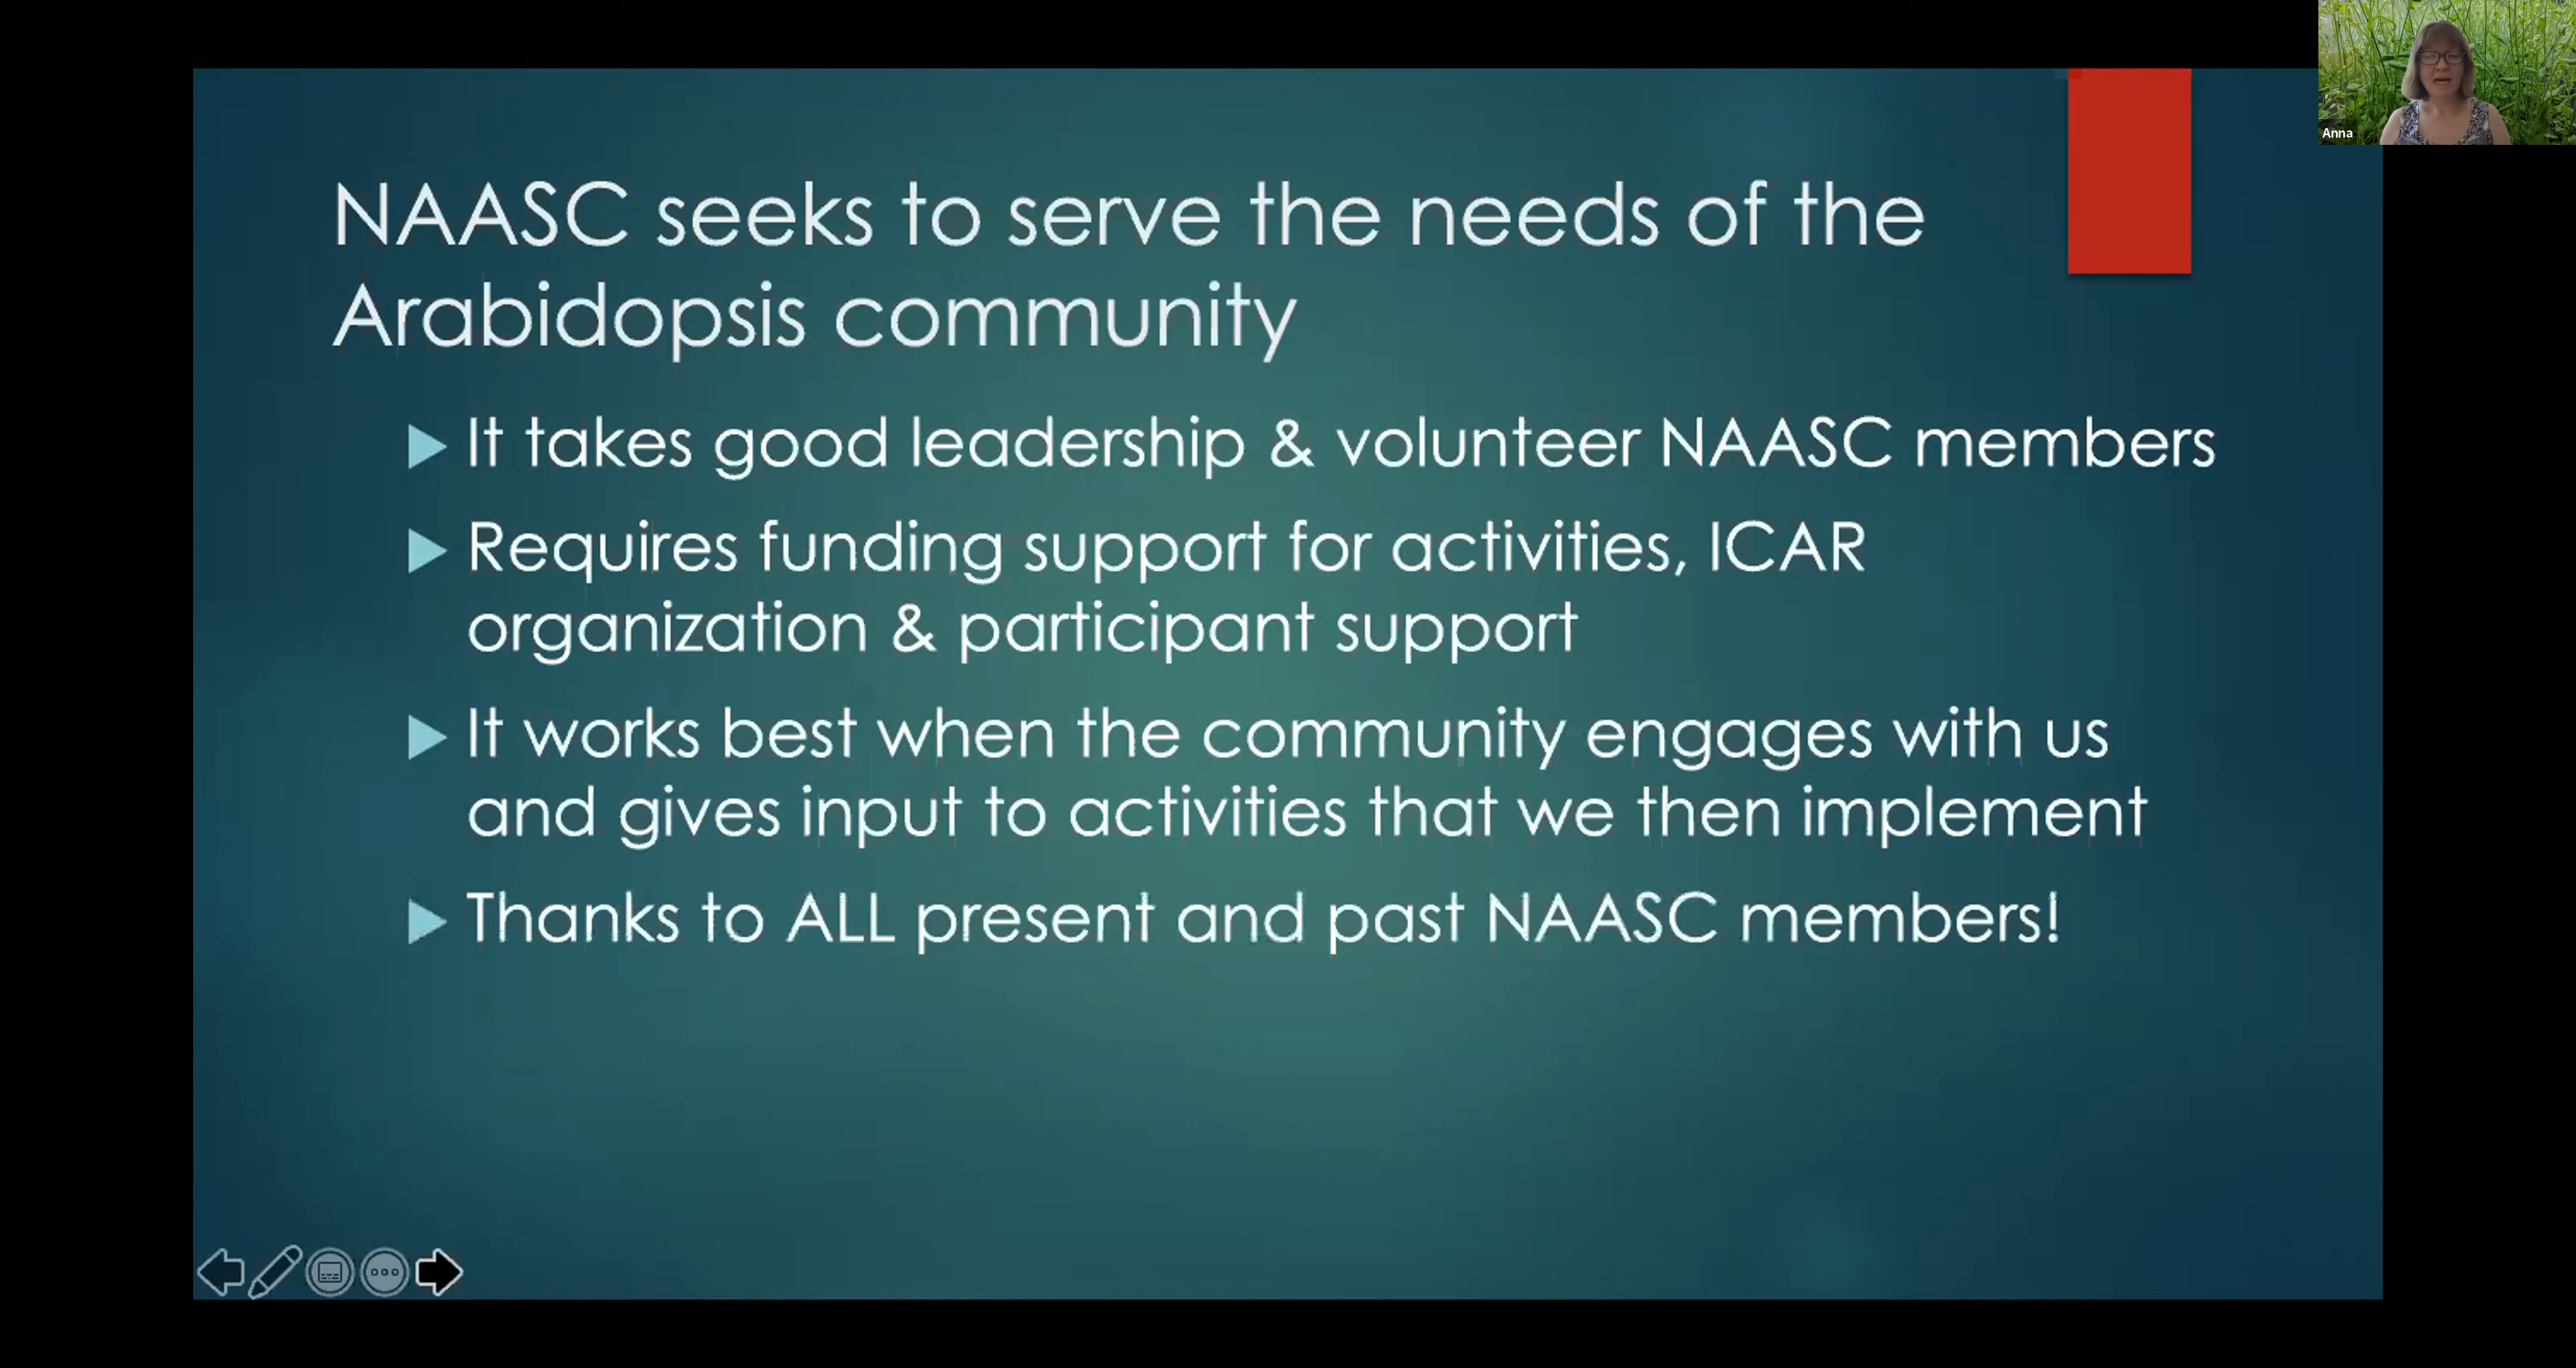 Anna
NAASC seeks to serve the needs of the
Arabidopsis community
It takes good leadership & volunteer NAASC members
Requires funding support for activities, ICAR
organization & participant support
It works best when the community engages with us
and gives input to activities that we then implement
Thanks to ALL present and past NAASC members!